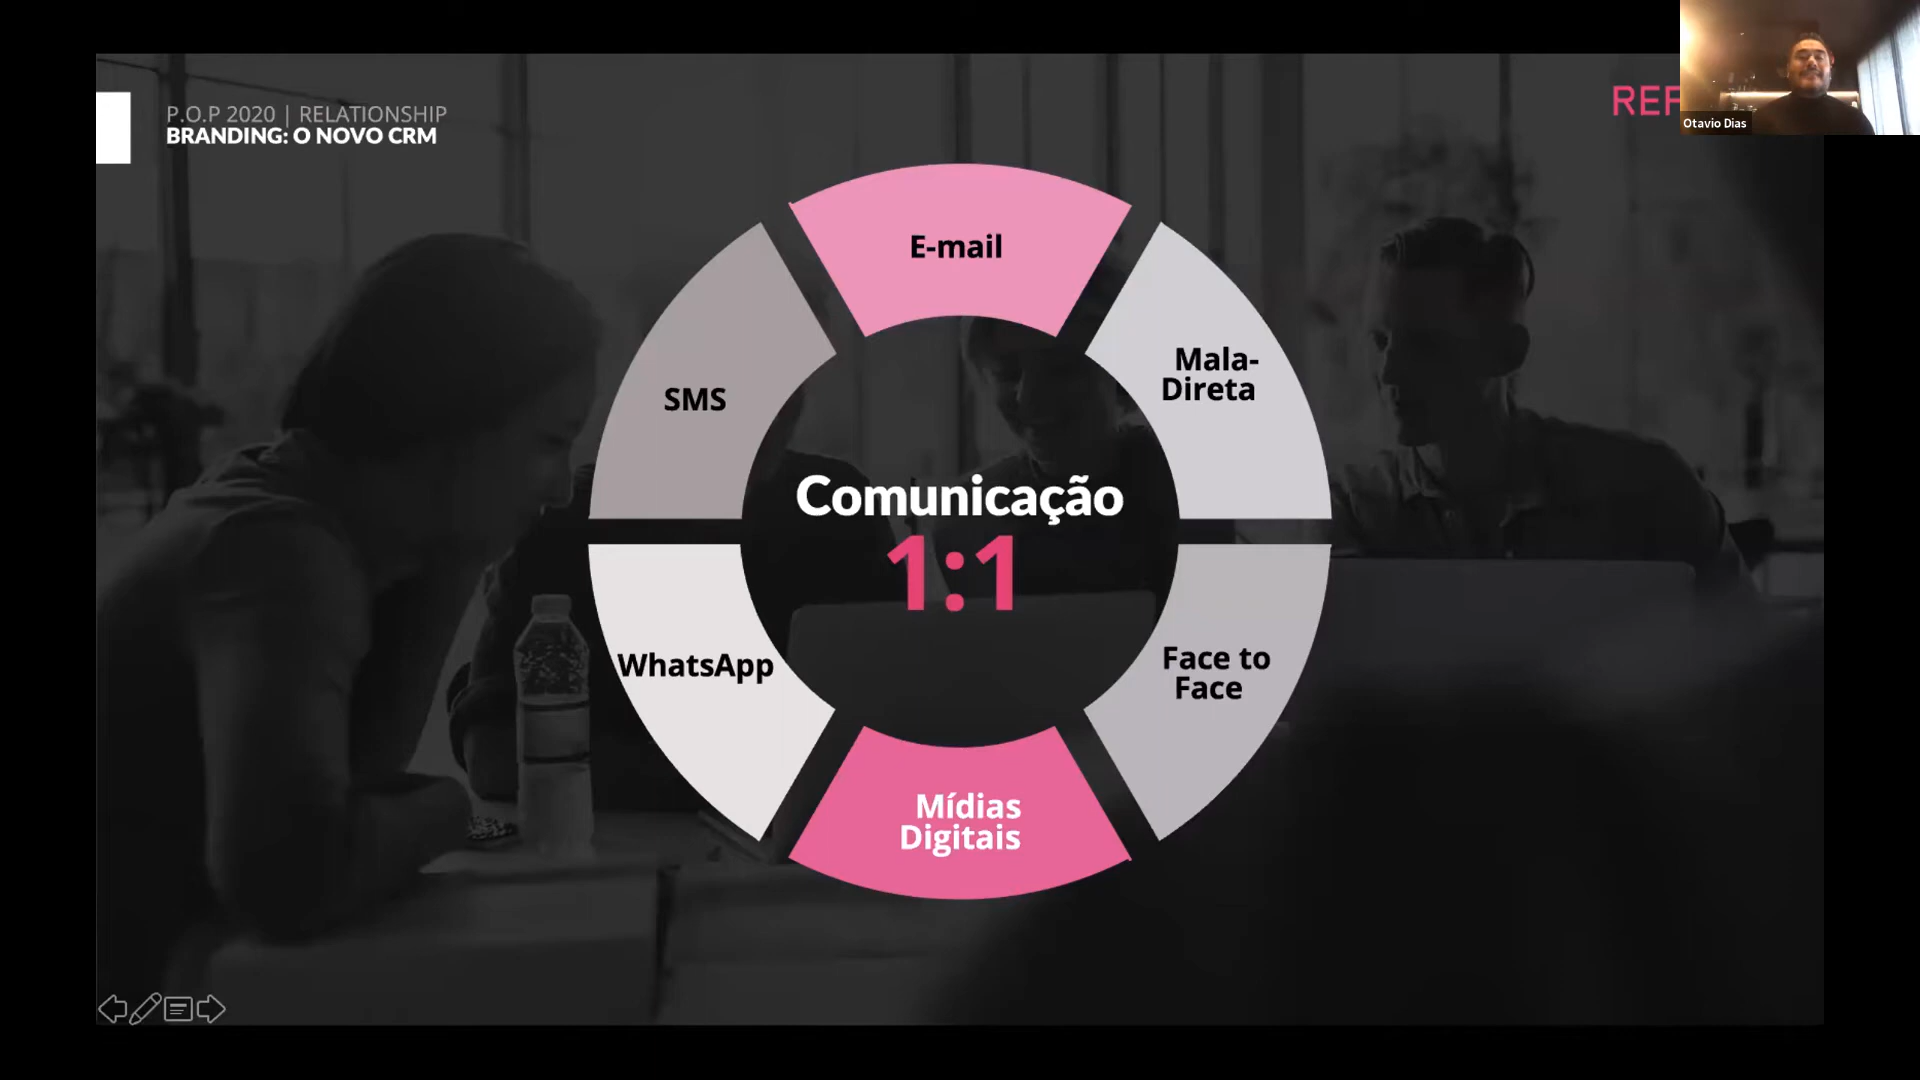 P.O.P 2020 | RELATIONSHIP
BRANDING: O NOVO CRM
Otavio Dias
E-mail
Mala-
Direta
SMS
Comunicação
1:1
WhatsApp
Face to
Face
Mídias
Digitais